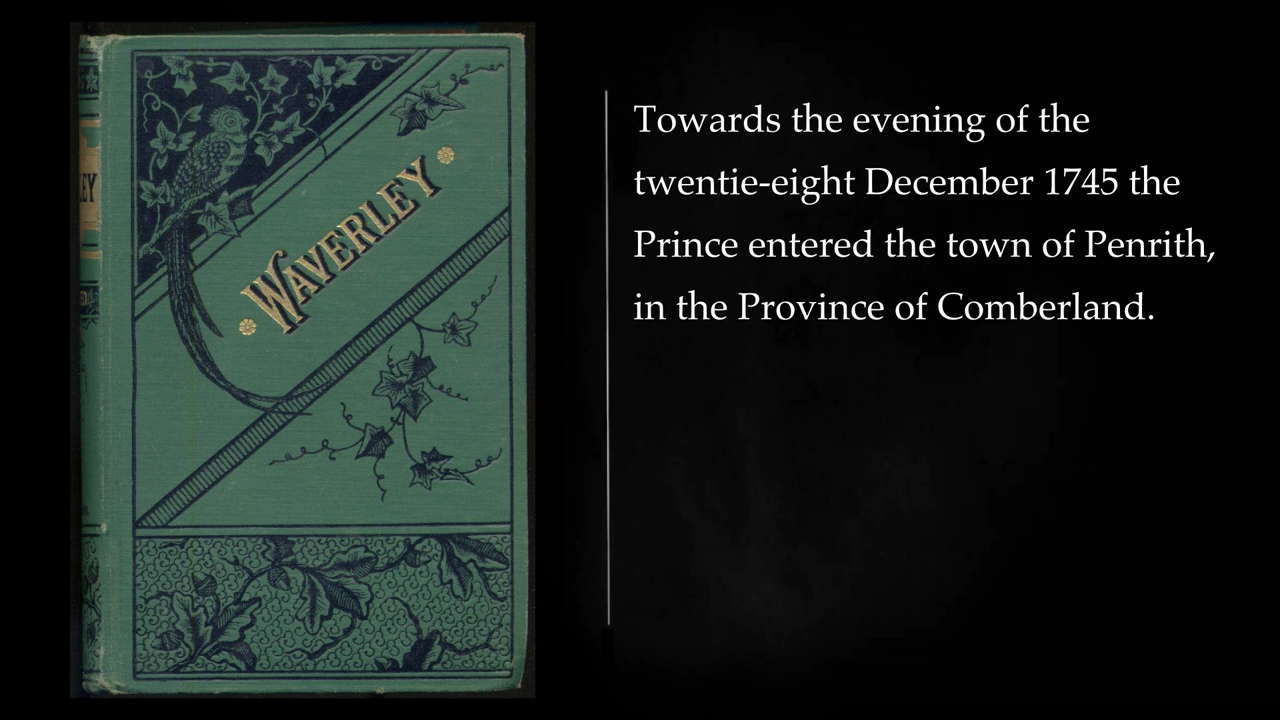 WAVERLEY
LEY
Towards the evening of the
twentie-eight December 1745 the
Prince entered the town of Penrith,
in the Province of Comberland.